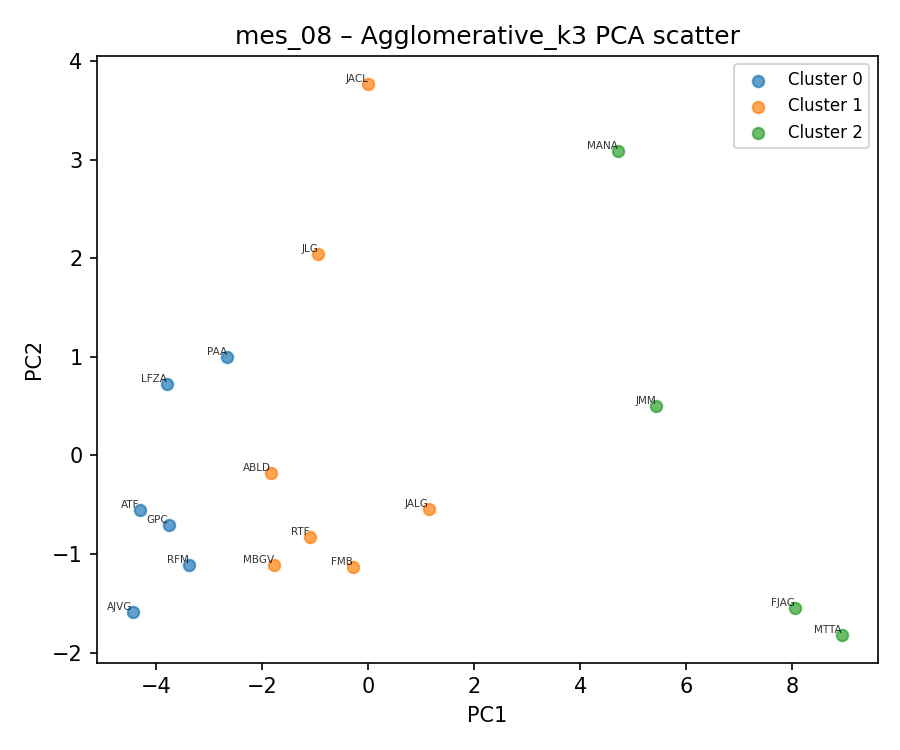 mes_08 – Agglomerative_k3 PCA scatter
4
3
2
1
0
−1
−2
PC2
JACL
MANA
JLG
PAA
LFZA
JMM
ABLD
ATF
GPC
JALG
RTF
RFM
MBGV
FMB
AJVG
FJAG
MTTA
Cluster 0
Cluster 1
Cluster 2
−4
−2
0
2
4
6
8
PC1